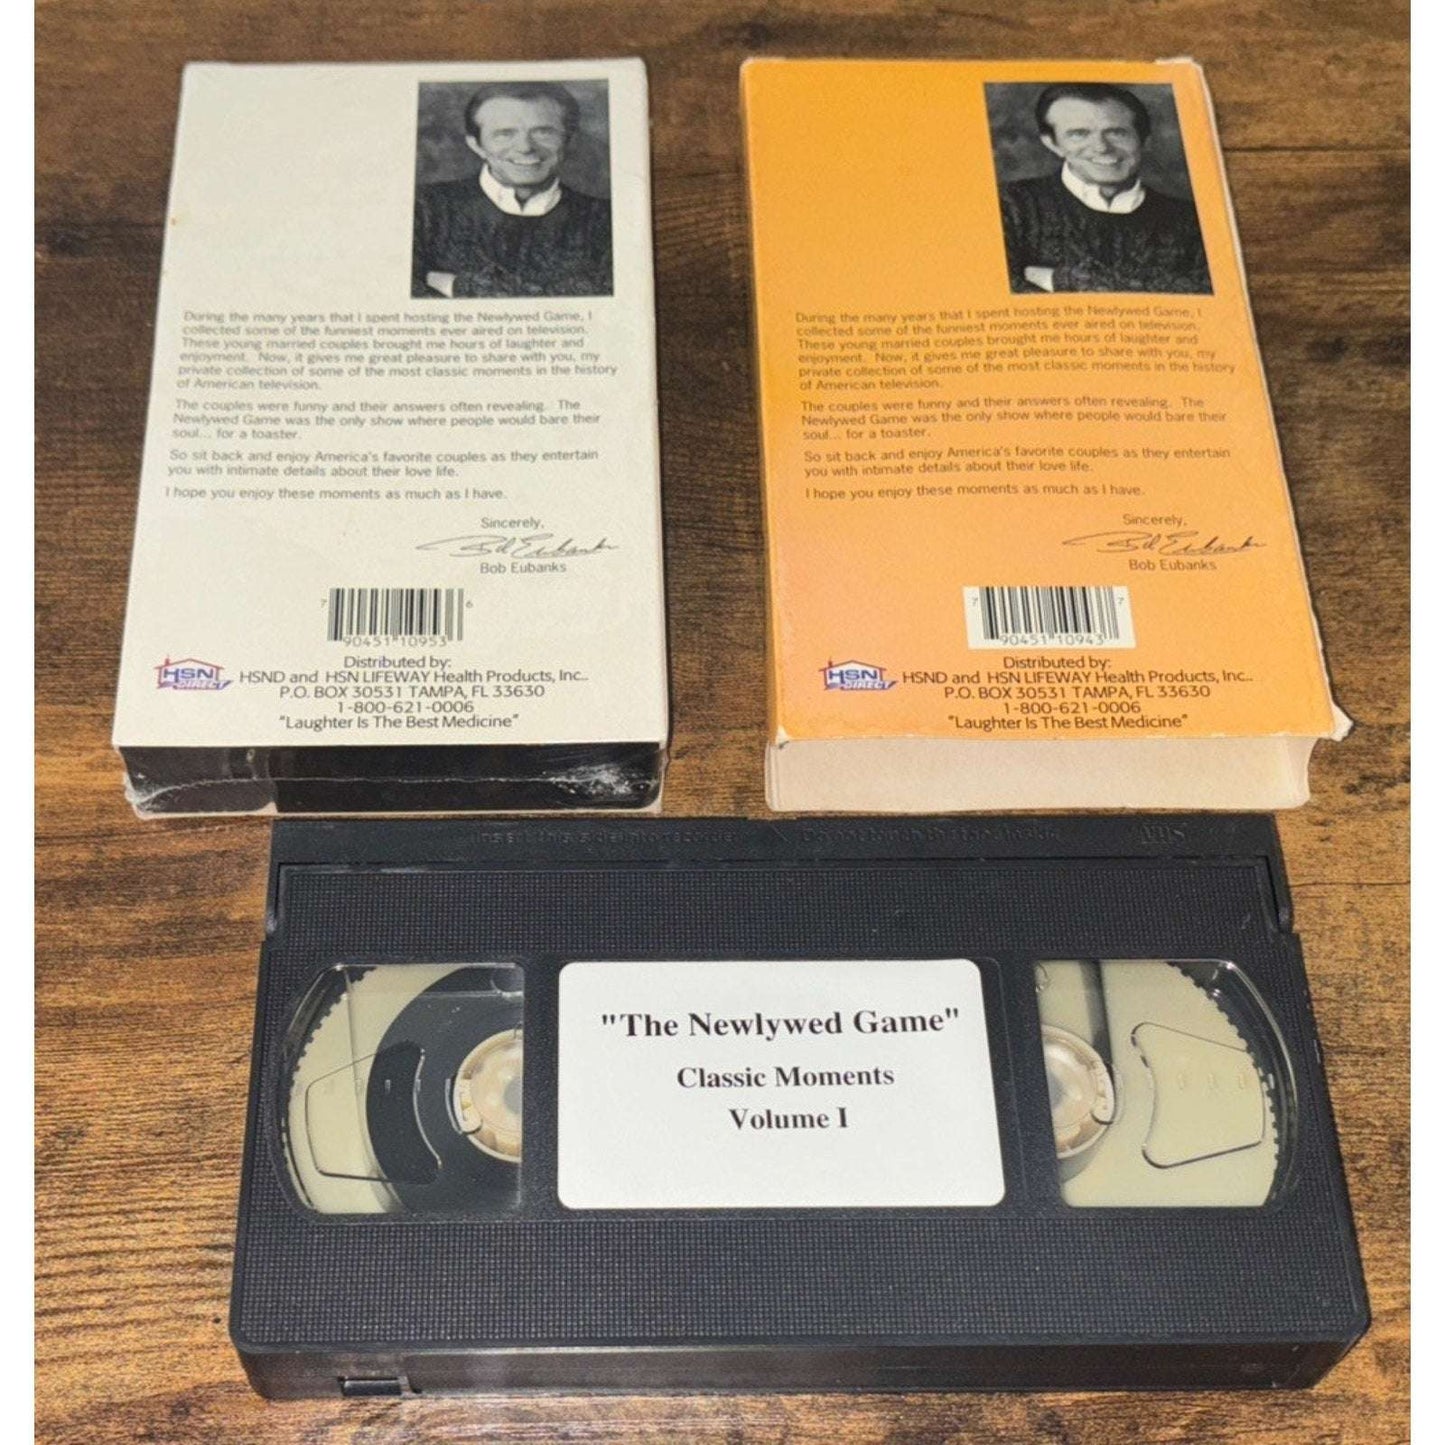 During the many years that I spent hosting the Newlywed Game, I
collected some of the funniest moments ever aired on television.
These young married couples brought me hours of laughter and
enjoyment. Now, it gives me great pleasure to share with you, my
private collection of some of the most classic moments in the history
of American television.
The couples were funny and their answers often revealing. The
Newlywed Game was the only show where people would bare their
soul... for a toaster.
So sit back and enjoy America's favorite couples as they entertain
you with intimate details about their love life.
I hope you enjoy these moments as much as I have.
Sincerely,
Bob Eubanks
Bob Eubanks
7 90451 10953 6
HSN DIRECT
Distributed by:
HSND and HSN LIFEWAY Health Products, Inc..
P.O. BOX 30531 TAMPA, FL 33630
1-800-621-0006
"Laughter Is The Best Medicine"
During the many years that I spent hosting the Newlywed Game, I
collected some of the funniest moments ever aired on television.
These young married couples brought me hours of laughter and
enjoyment. Now, it gives me great pleasure to share with you, my
private collection of some of the most classic moments in the history
of American television.
The couples were funny and their answers often revealing. The
Newlywed Game was the only show where people would bare their
soul... for a toaster.
So sit back and enjoy America's favorite couples as they entertain
you with intimate details about their love life.
I hope you enjoy these moments as much as I have.
Sincerely,
Bob Eubanks
Bob Eubanks
7 90451 10943 7
HSN DIRECT
Distributed by:
HSND and HSN LIFEWAY Health Products, Inc..
P.O. BOX 30531 TAMPA, FL 33630
1-800-621-0006
"Laughter Is The Best Medicine"
Insert this side into recorder Do not touch the tape inside VHS
"The Newlywed Game"
Classic Moments
Volume I